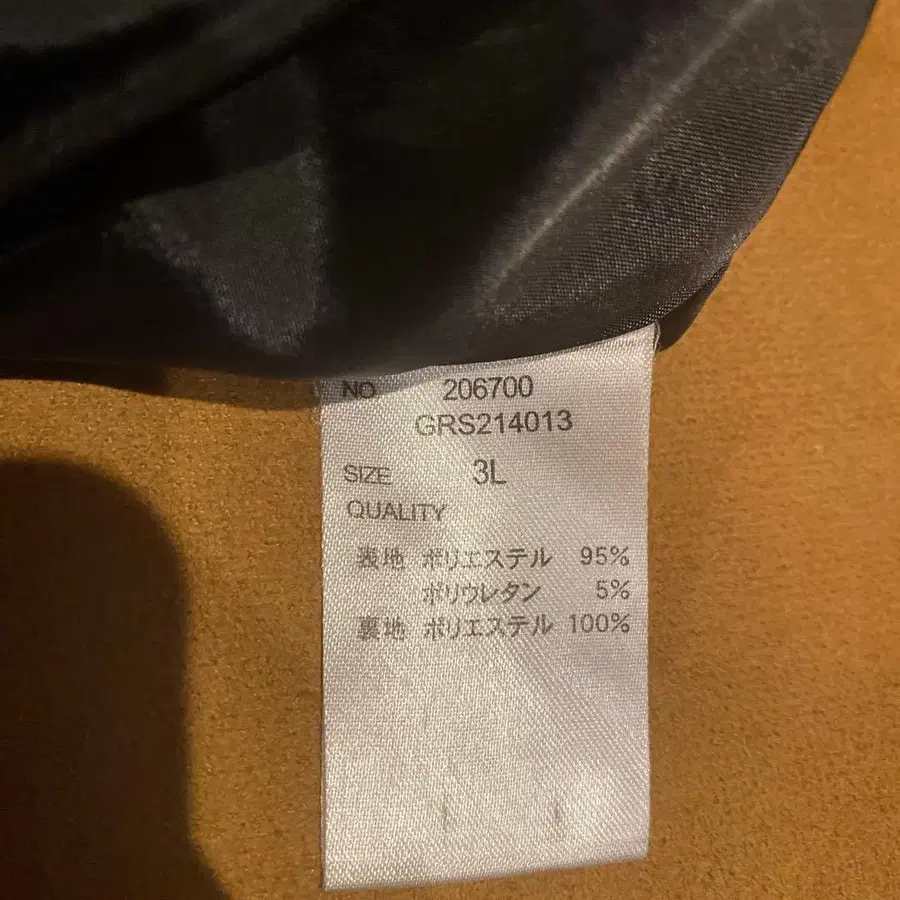 NO 206700
GRS214013
SIZE 3L
QUALITY
表地 ポリエステル 95%
ポリウレタン 5%
裏地 ポリエステル 100%